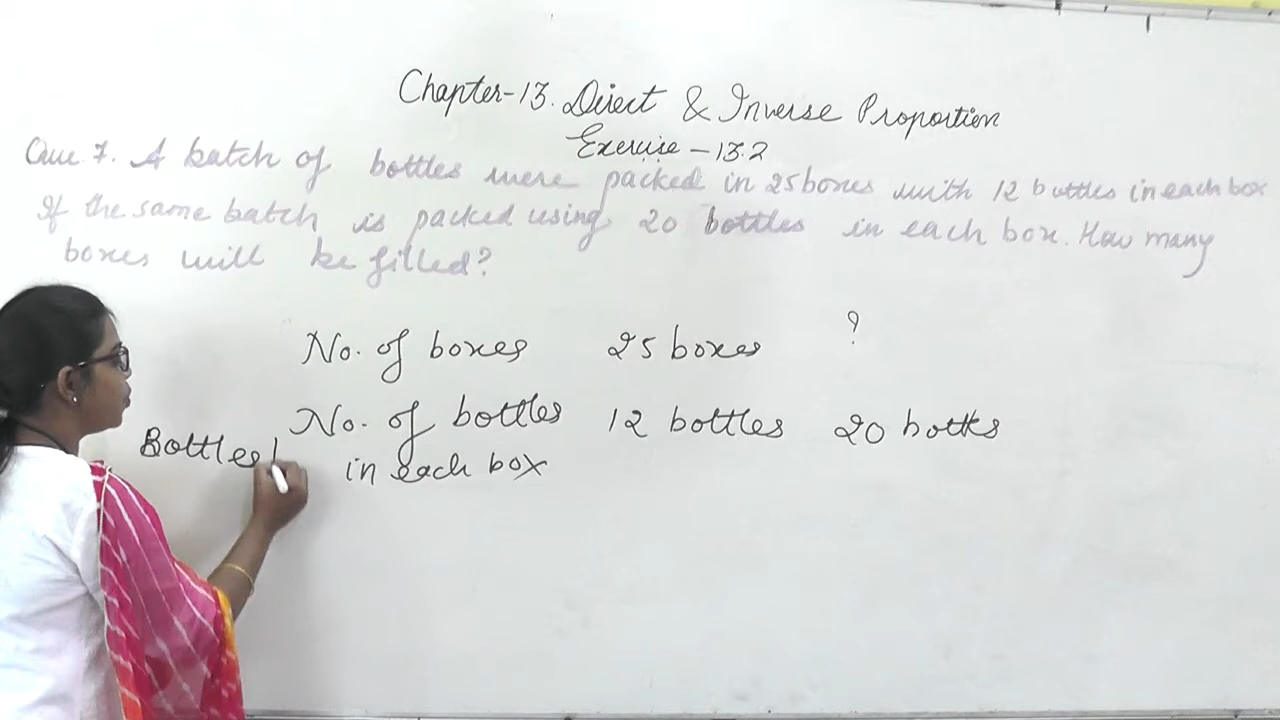 Chapter-13. Direct & Inverse Proportion
Exercise - 13.2
Que 7. A batch of bottles were packed in 25 boxes with 12 bottles in each box
If the same batch is packed using 20 bottles in each box. How many
boxes will be filled?
No. of boxes 25 boxes ?
No. of bottles 12 bottles 20 bottles
in each box
Bottles